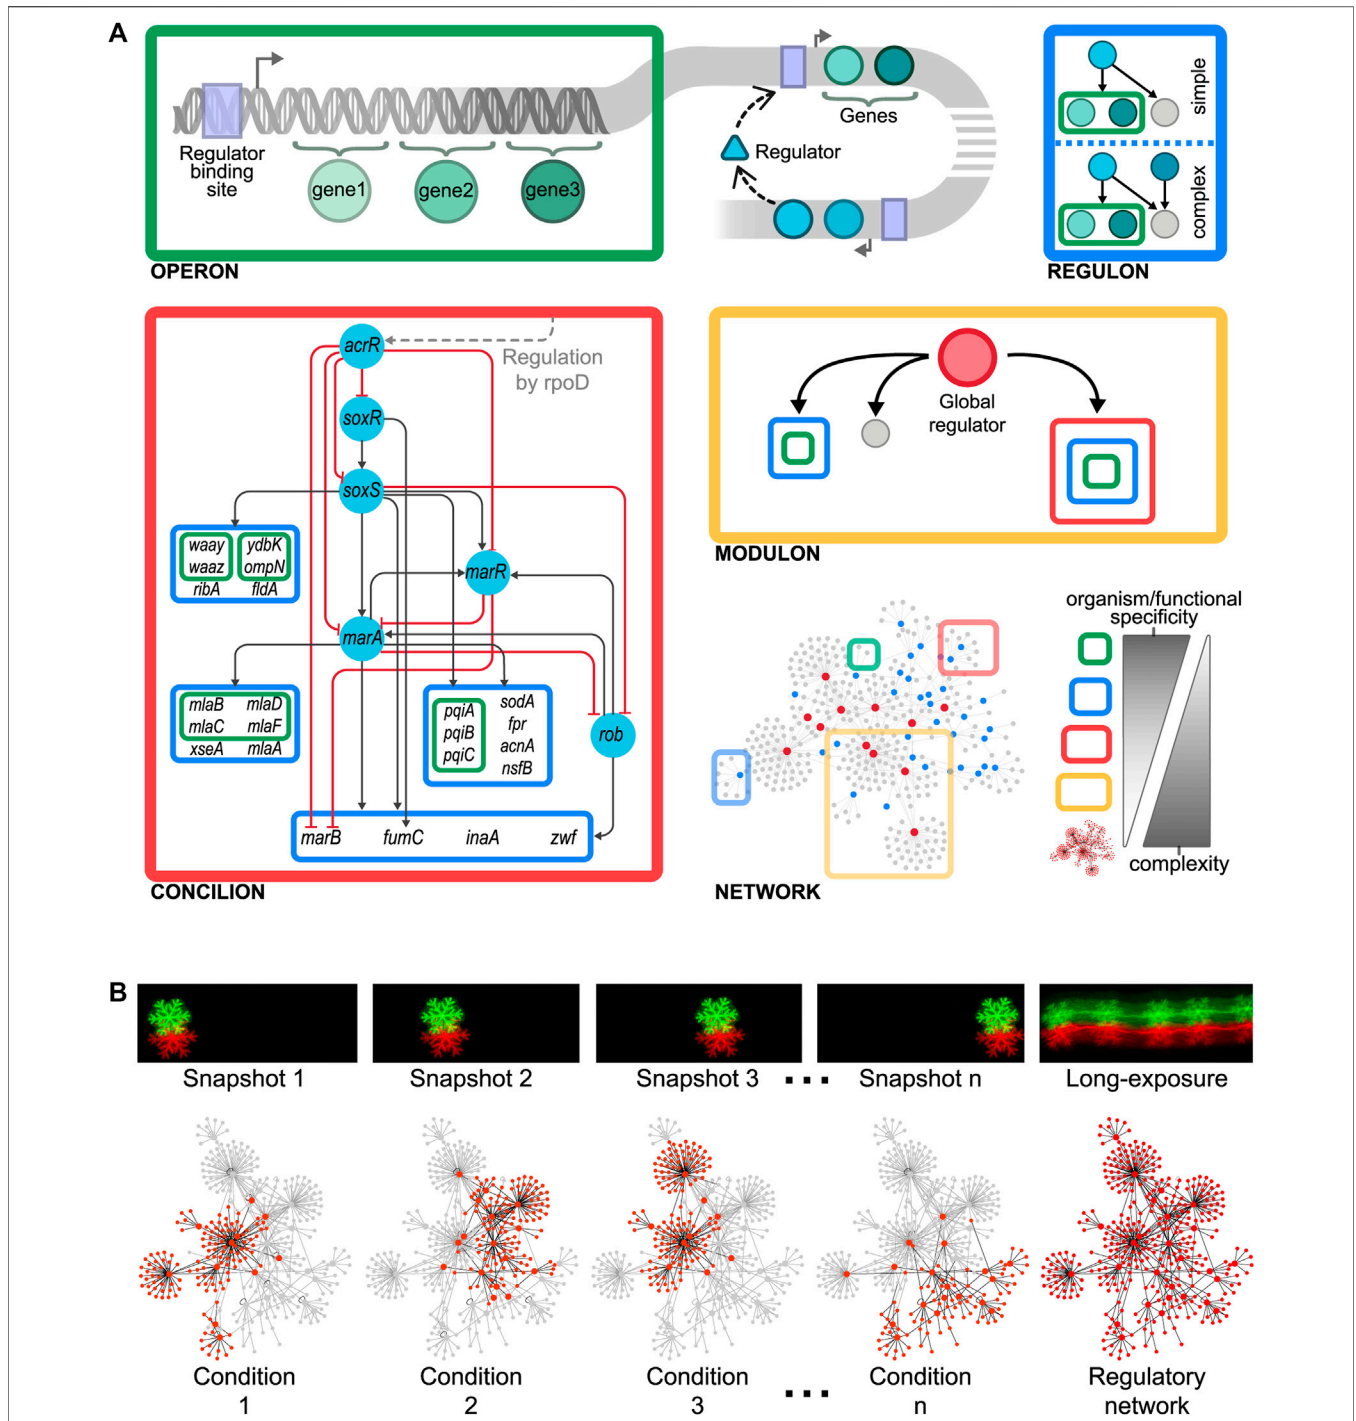 A
Regulator
binding
site
gene1
gene2
gene3
OPERON
Genes
Regulator
simple
complex
REGULON
acrR
Regulation
by rpoD
soxR
soxS
waay
ydbK
waaz
ompN
ribA
fldA
marR
marA
mlaB
mlaD
mlaC
mlaF
xseA
mlaA
pqiA
pqiB
pqiC
sodA
fpr
acnA
nsfB
rob
marB
fumC
inaA
zwf
CONCILION
Global
regulator
MODULON
organism/functional
specificity
complexity
NETWORK
B
Snapshot 1
Snapshot 2
Snapshot 3
...
Snapshot n
Long-exposure
Condition
1
Condition
2
Condition
3
...
Condition
n
Regulatory
network